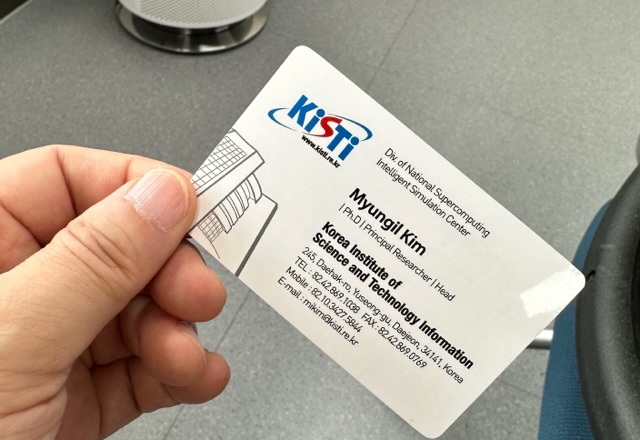 KiSTi
www.kisti.re.kr
Div. of National Supercomputing
Intelligent Simulation Center
Myungil Kim
| Ph.D | Principal Researcher | Head
Korea Institute of
Science and Technology Information
245, Daehak-ro, Yuseong-gu, Daejeon, 34141, Korea
TEL : 82.42.869.1038 FAX : 82.42.869.0769
Mobile : 82.10.3427.5844
E-mail : mikim@kisti.re.kr